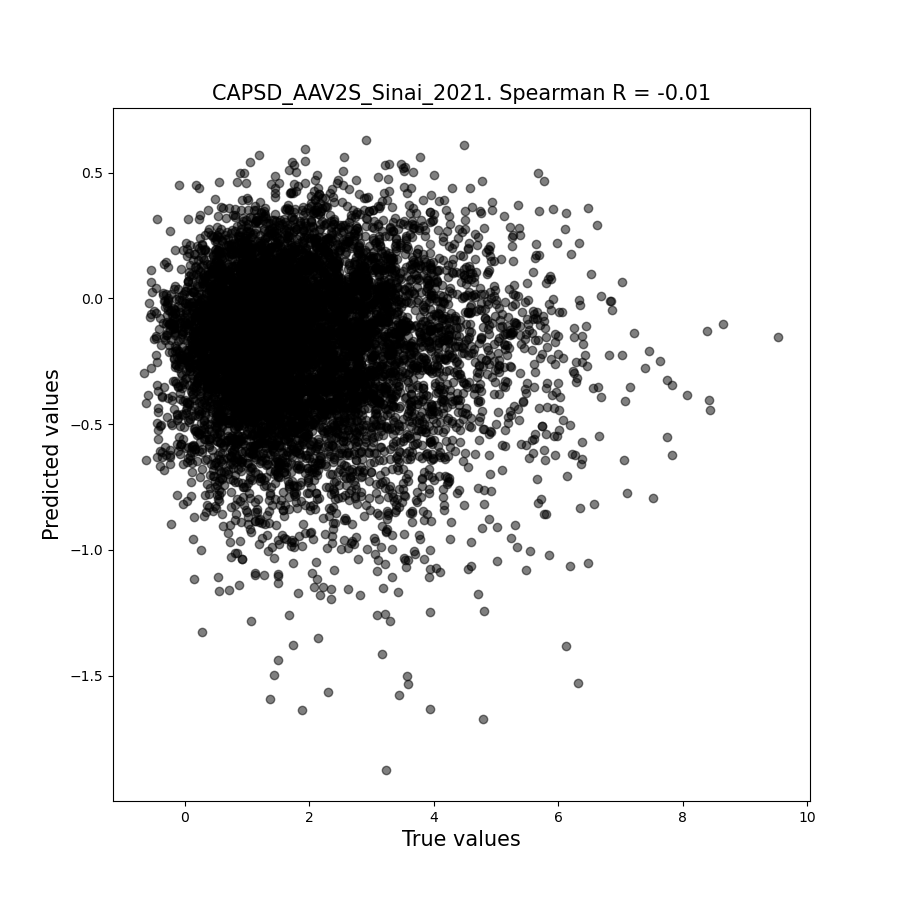 CAPSD_AAV2S_Sinai_2021. Spearman R = -0.01
Predicted values
0.5
0.0
−0.5
−1.0
−1.5
0 2 4 6 8 10
True values